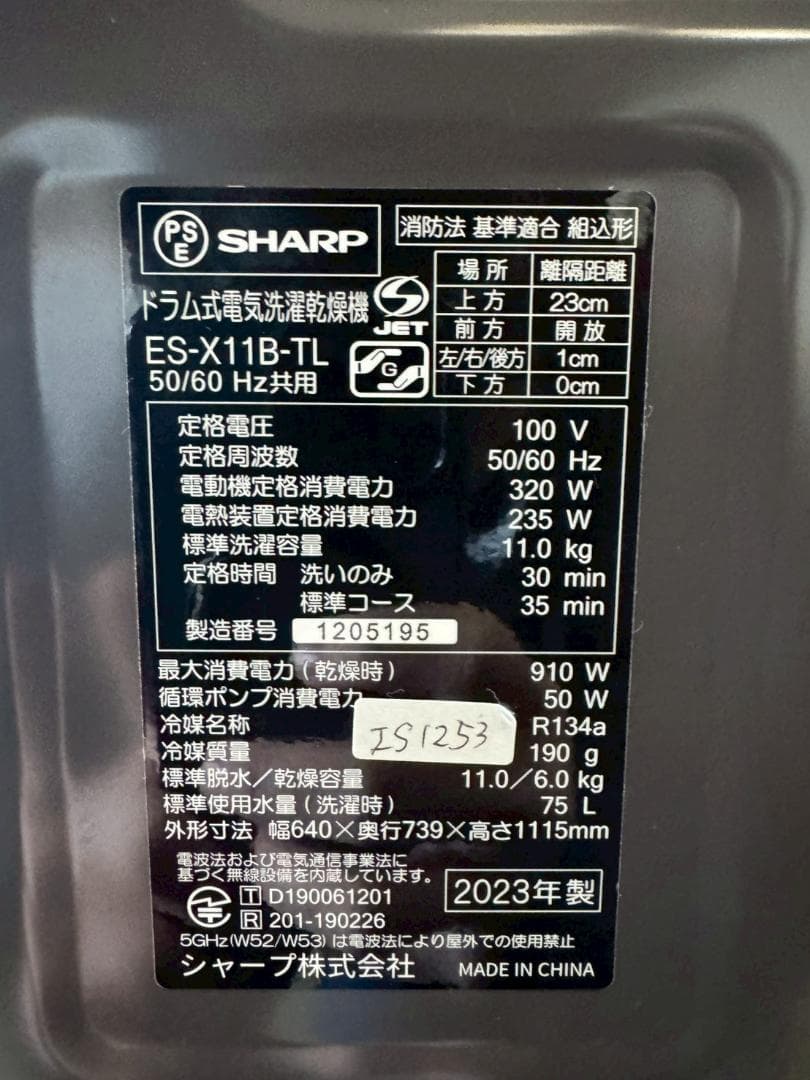 PSE SHARP
消防法 基準適合 組込形
ドラム式電気洗濯乾燥機
JET
ES-X11B-TL
G
50/60 Hz共用
場所 離隔距離
上方 23cm
前方 開放
左/右/後方 1cm
下方 0cm
定格電圧 100 V
定格周波数 50/60 Hz
電動機定格消費電力 320 W
電熱装置定格消費電力 235 W
標準洗濯容量 11.0 kg
定格時間 洗いのみ 30 min
標準コース 35 min
製造番号 1205195
最大消費電力(乾燥時) 910 W
循環ポンプ消費電力 50 W
冷媒名称 R134a
IS1253
冷媒質量 190 g
標準脱水/乾燥容量 11.0/6.0 kg
標準使用水量(洗濯時) 75 L
外形寸法 幅640×奥行739×高さ1115mm
電波法および電気通信事業法に
基づく無線設備を内蔵しています。
T D190061201
R 201-190226
2023年製
5GHz(W52/W53)は電波法により屋外での使用禁止
シャープ株式会社 MADE IN CHINA